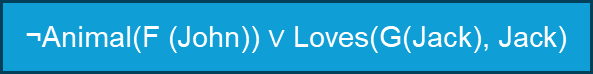 ¬Animal(F (John)) ∨ Loves(G(Jack), Jack)